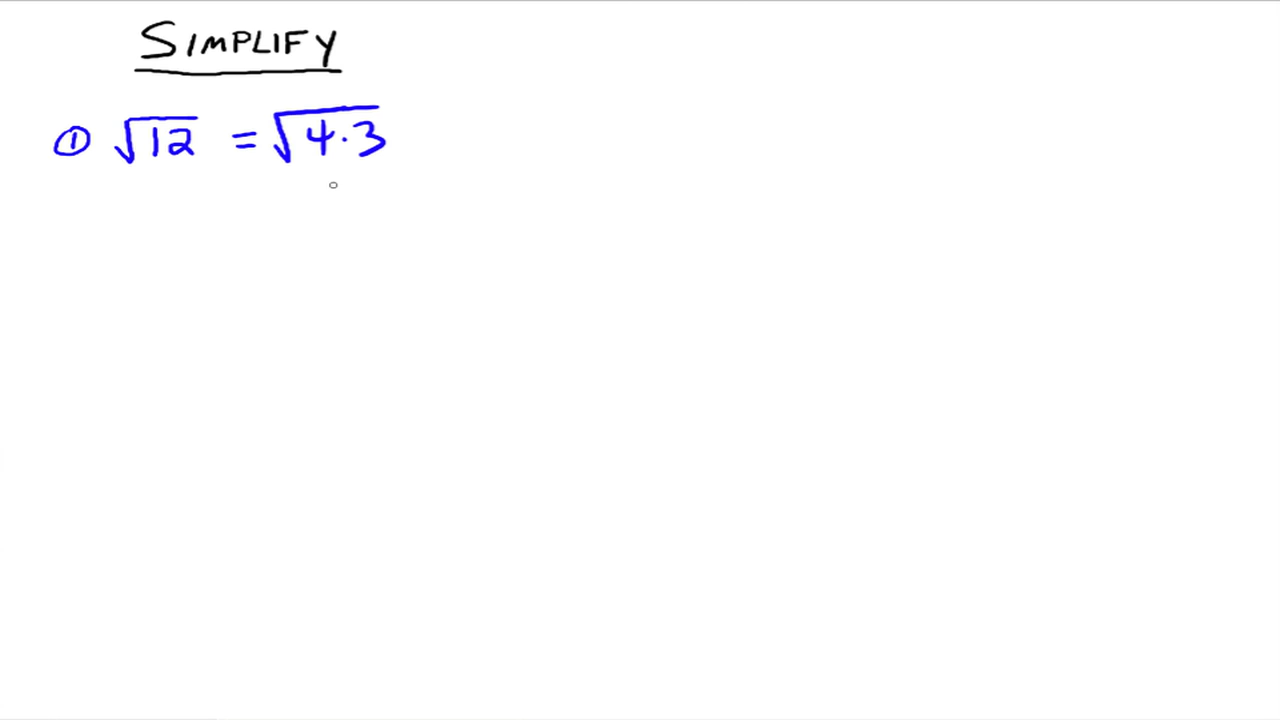 SIMPLIFY
① √12 = √4·3